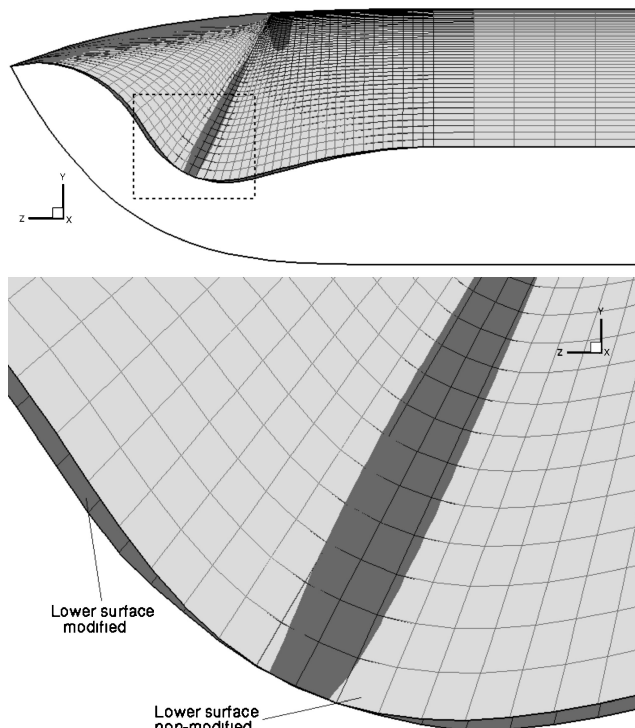 Y
Z
X
Y
Z
X
Lower surface
modified
Lower surface
non-modified